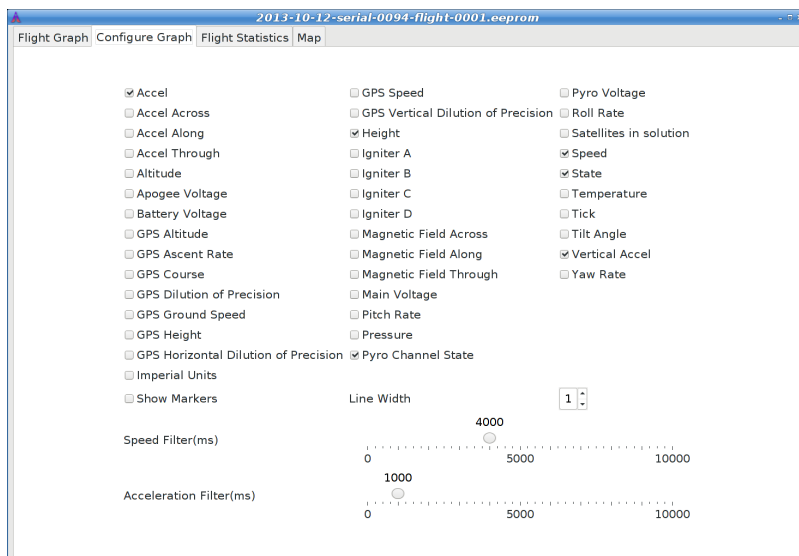 2013-10-12-serial-0094-flight-0001.eeprom
Flight Graph Configure Graph Flight Statistics Map
Accel GPS Speed Pyro Voltage
Accel Across GPS Vertical Dilution of Precision Roll Rate
Accel Along Height Satellites in solution
Accel Through Igniter A Speed
Altitude Igniter B State
Apogee Voltage Igniter C Temperature
Battery Voltage Igniter D Tick
GPS Altitude Magnetic Field Across Tilt Angle
GPS Ascent Rate Magnetic Field Along Vertical Accel
GPS Course Magnetic Field Through Yaw Rate
GPS Dilution of Precision Main Voltage
GPS Ground Speed Pitch Rate
GPS Height Pressure
GPS Horizontal Dilution of Precision Pyro Channel State
Imperial Units
Show Markers Line Width 1
4000
Speed Filter(ms)
0 5000 10000
1000
Acceleration Filter(ms)
0 5000 10000